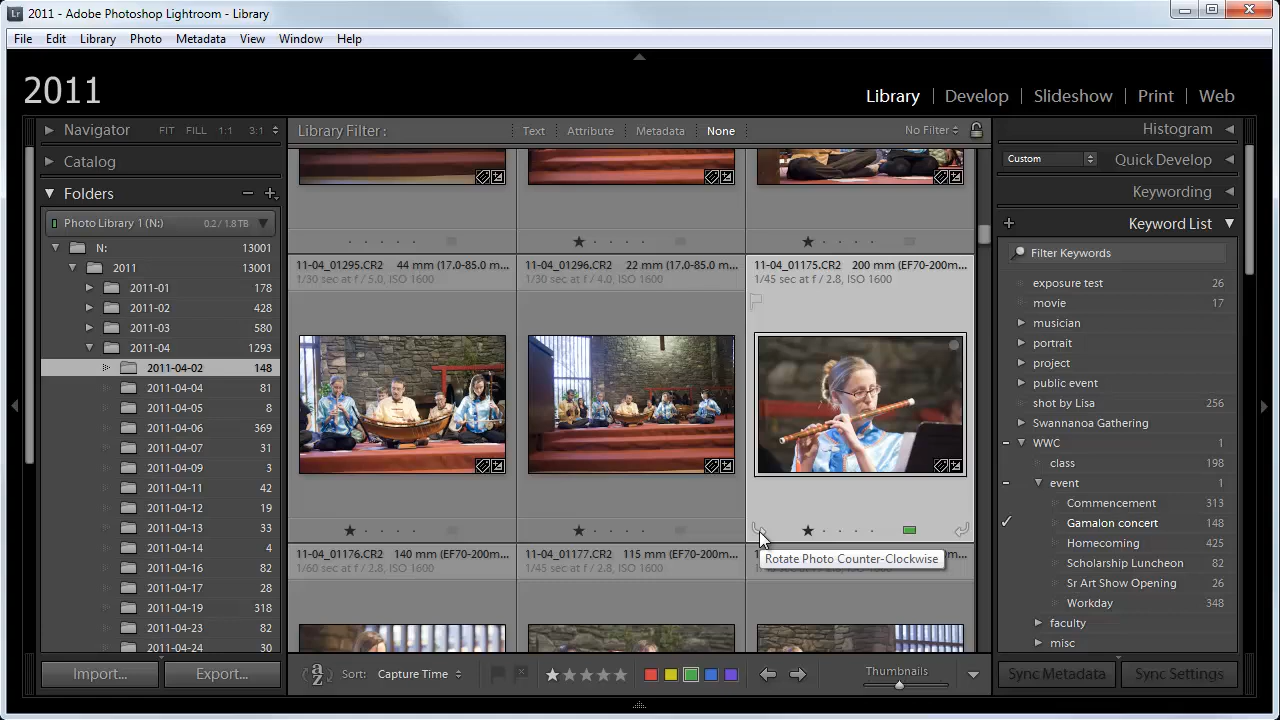 2011 - Adobe Photoshop Lightroom - Library
File Edit Library Photo Metadata View Window Help
2011
Library Develop Slideshow Print Web
Navigator FIT FILL 1:1 3:1
Catalog
Folders
Photo Library 1 (N:) 0.2 / 1.8 TB
N: 13001
2011 13001
2011-01 178
2011-02 428
2011-03 580
2011-04 1293
2011-04-02 148
2011-04-04 81
2011-04-05 8
2011-04-06 369
2011-04-07 31
2011-04-09 3
2011-04-11 42
2011-04-12 12
2011-04-13 33
2011-04-14 4
2011-04-16 82
2011-04-17 28
2011-04-19 318
2011-04-23 82
2011-04-24 30
Import... Export...
Library Filter : Text Attribute Metadata None No Filter
11-04_01295.CR2 44 mm (17.0-85.0 m...
1/30 sec at f / 5.0, ISO 1600
11-04_01296.CR2 22 mm (17.0-85.0 m...
1/30 sec at f / 4.0, ISO 1600
11-04_01175.CR2 200 mm (EF70-200m...
1/45 sec at f / 2.8, ISO 1600
Rotate Photo Counter-Clockwise
11-04_01176.CR2 140 mm (EF70-200m...
1/60 sec at f / 2.8, ISO 1600
11-04_01177.CR2 115 mm (EF70-200m...
1/45 sec at f / 2.8, ISO 1600
Sort: Capture Time
Thumbnails
Histogram
Custom Quick Develop
Keywording
Keyword List
Filter Keywords
exposure test 26
movie 17
musician
portrait
project
public event
shot by Lisa 256
Swannanoa Gathering
WWC 1
class 198
event 1
Commencement 313
Gamalon concert 148
Homecoming 425
Scholarship Luncheon 82
Sr Art Show Opening 26
Workday 348
faculty
misc
Sync Metadata Sync Settings